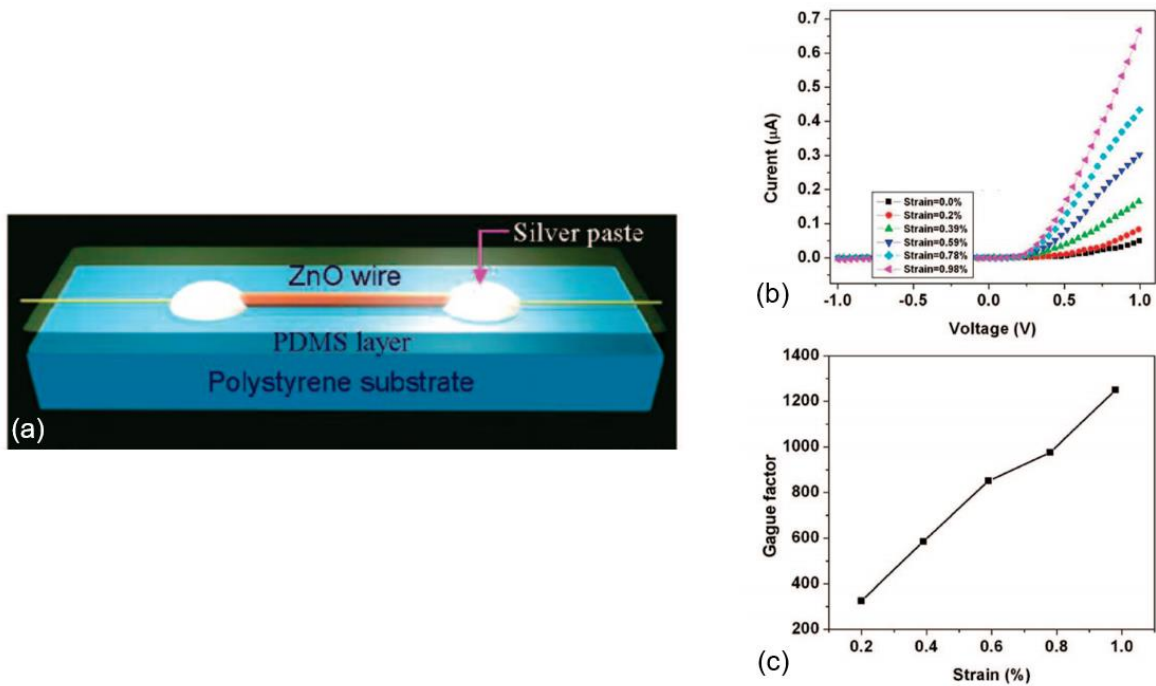 Silver paste
ZnO wire
PDMS layer
Polystyrene substrate
(a)
Curent (μA)
0.7
0.6
0.5
0.4
0.3
0.2
0.1
0.0
Strain=0.0%
Strain=0.2%
Strain=0.39%
Strain=0.59%
Strain=0.78%
Strain=0.98%
-1.0 -0.5 0.0 0.5 1.0
Voltage (V)
(b)
Gague factor
1400
1200
1000
800
600
400
200
0.2 0.4 0.6 0.8 1.0
Strain (%)
(c)